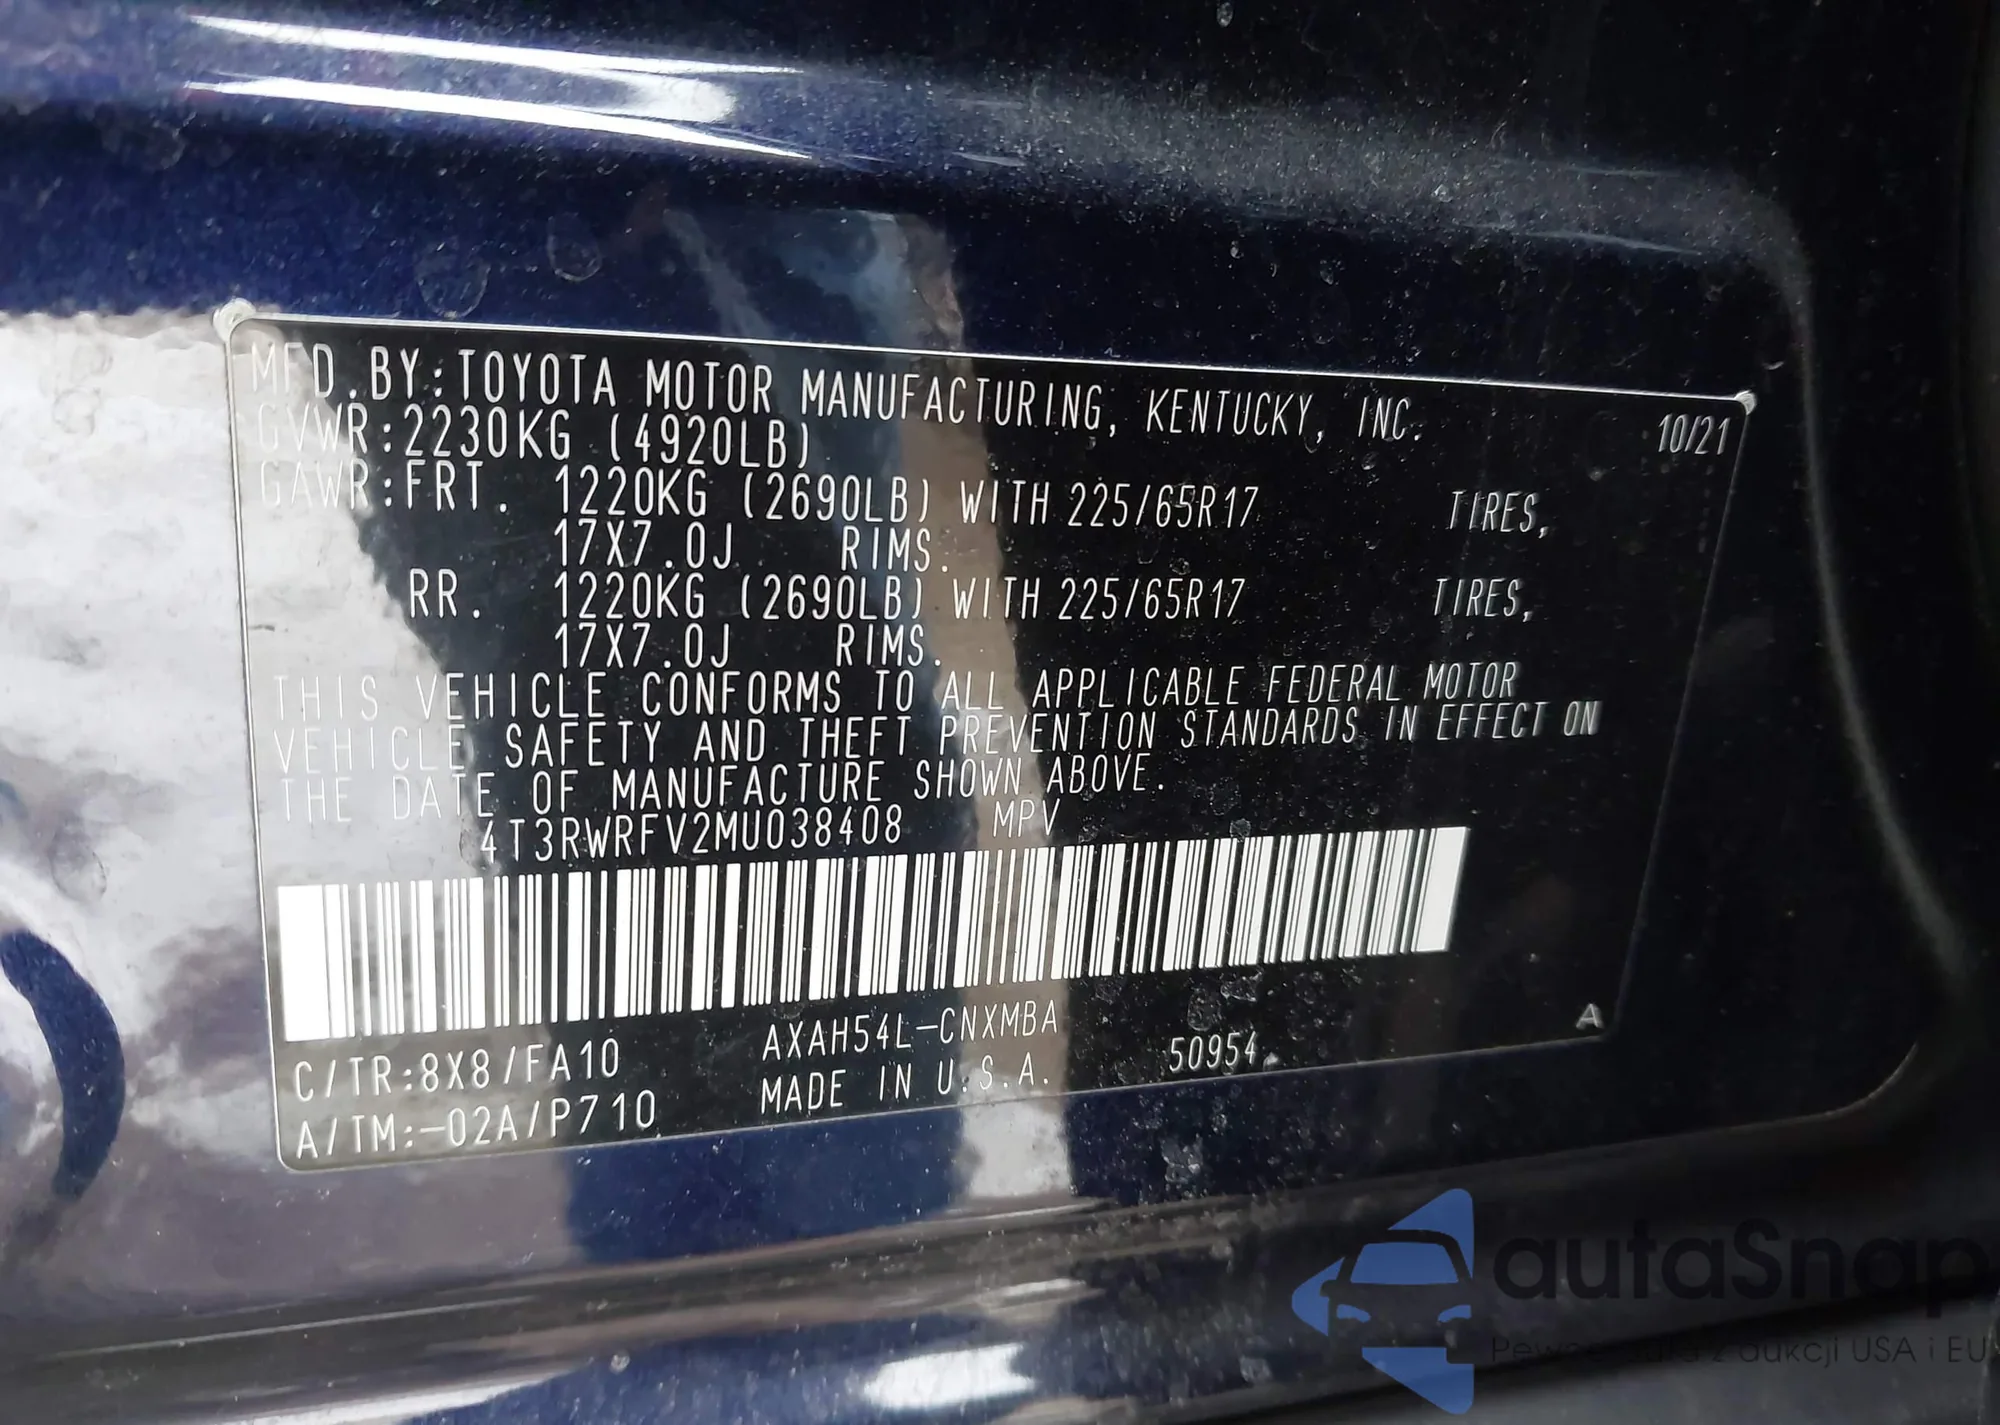 MFD.BY:TOYOTA MOTOR MANUFACTURING, KENTUCKY, INC. 10/21
GVWR:2230KG (4920LB)
GAWR:FRT. 1220KG (2690LB) WITH 225/65R17 TIRES,
17X7.0J RIMS.
RR. 1220KG (2690LB) WITH 225/65R17 TIRES,
17X7.0J RIMS.
THIS VEHICLE CONFORMS TO ALL APPLICABLE FEDERAL MOTOR
VEHICLE SAFETY AND THEFT PREVENTION STANDARDS IN EFFECT ON
THE DATE OF MANUFACTURE SHOWN ABOVE.
4T3RWRFV2MU038408 MPV
C/TR:8X8/FA10 AXAH54L-CNXMBA A
A/TM:-02A/P710 MADE IN U.S.A. 50954
autaSnap
z aukcji USA i EU